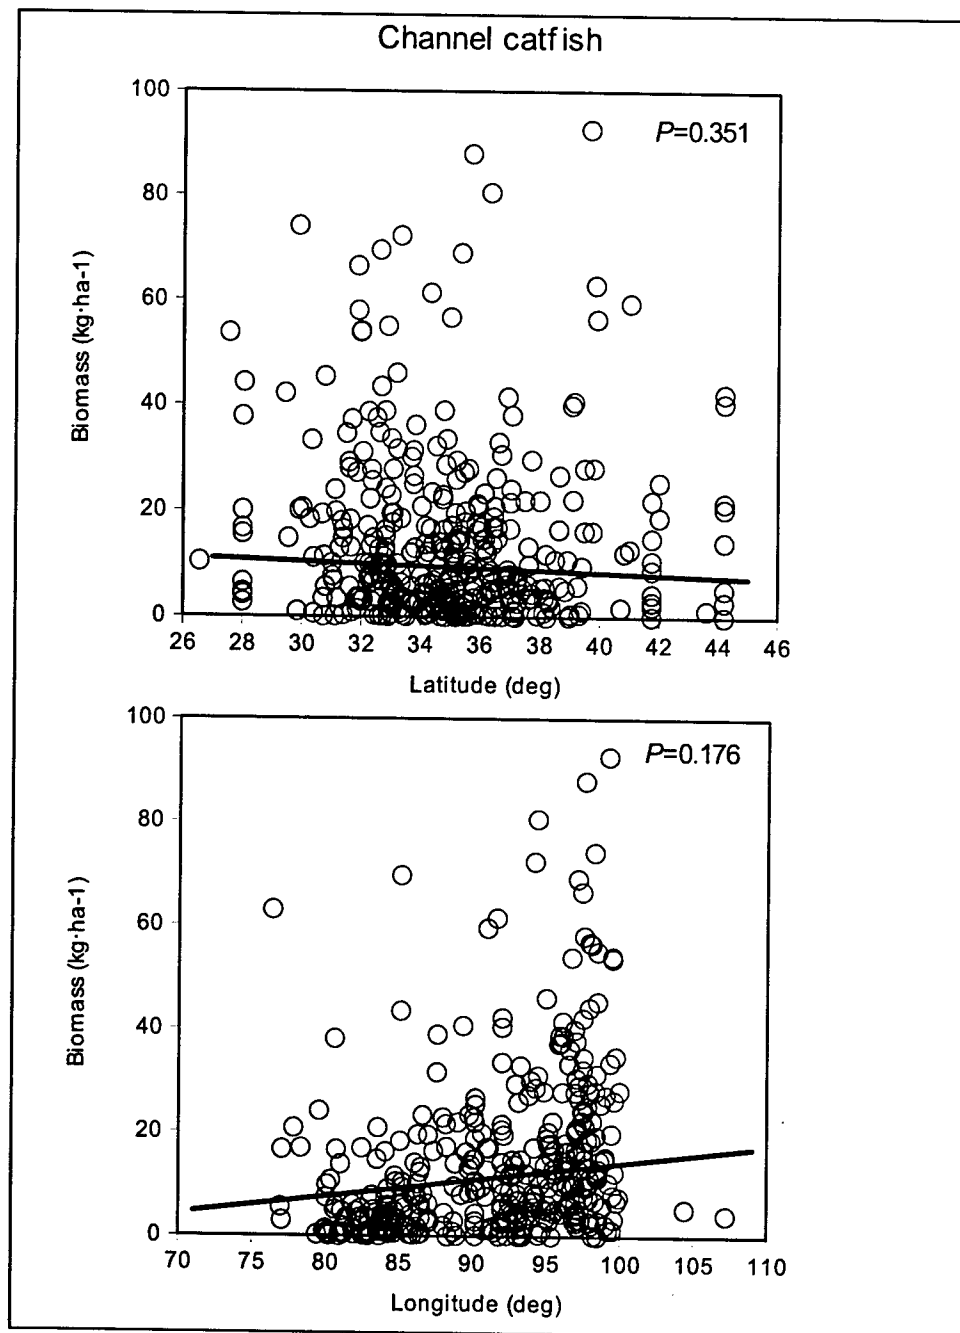 Channel catfish
100
80
60
40
20
0
Biomass (kg·ha-1)
P=0.351
26 28 30 32 34 36 38 40 42 44 46
Latitude (deg)
100
80
60
40
20
0
Biomass (kg·ha-1)
P=0.176
70 75 80 85 90 95 100 105 110
Longitude (deg)